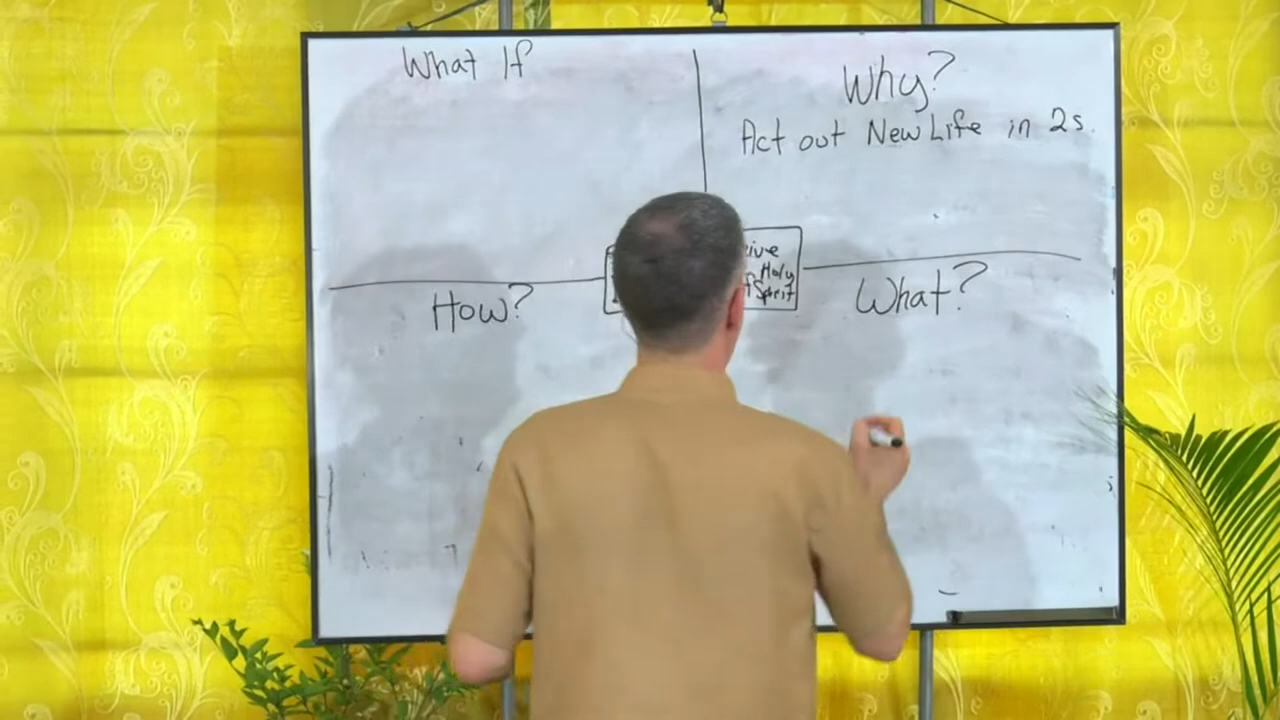 What If
Why?
Act out New Life in 2s.
Holy
Spirit
How?
What?